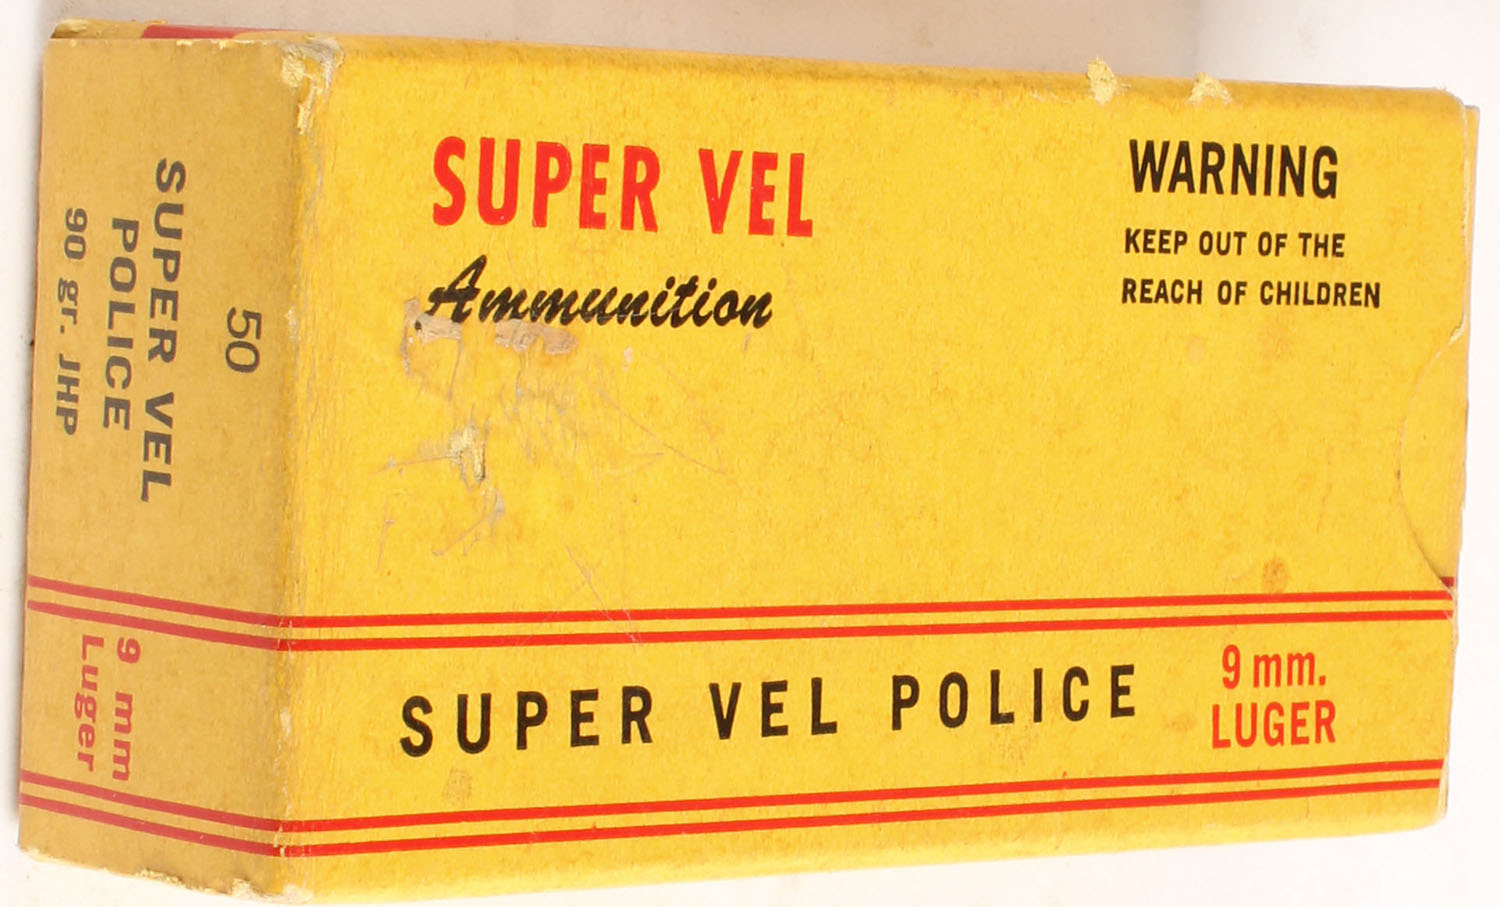 SUPER VEL
Ammunition
WARNING
KEEP OUT OF THE
REACH OF CHILDREN
SUPER VEL POLICE
9 mm.
LUGER
50
SUPER VEL
POLICE
90 gr. JHP
9 mm
Luger